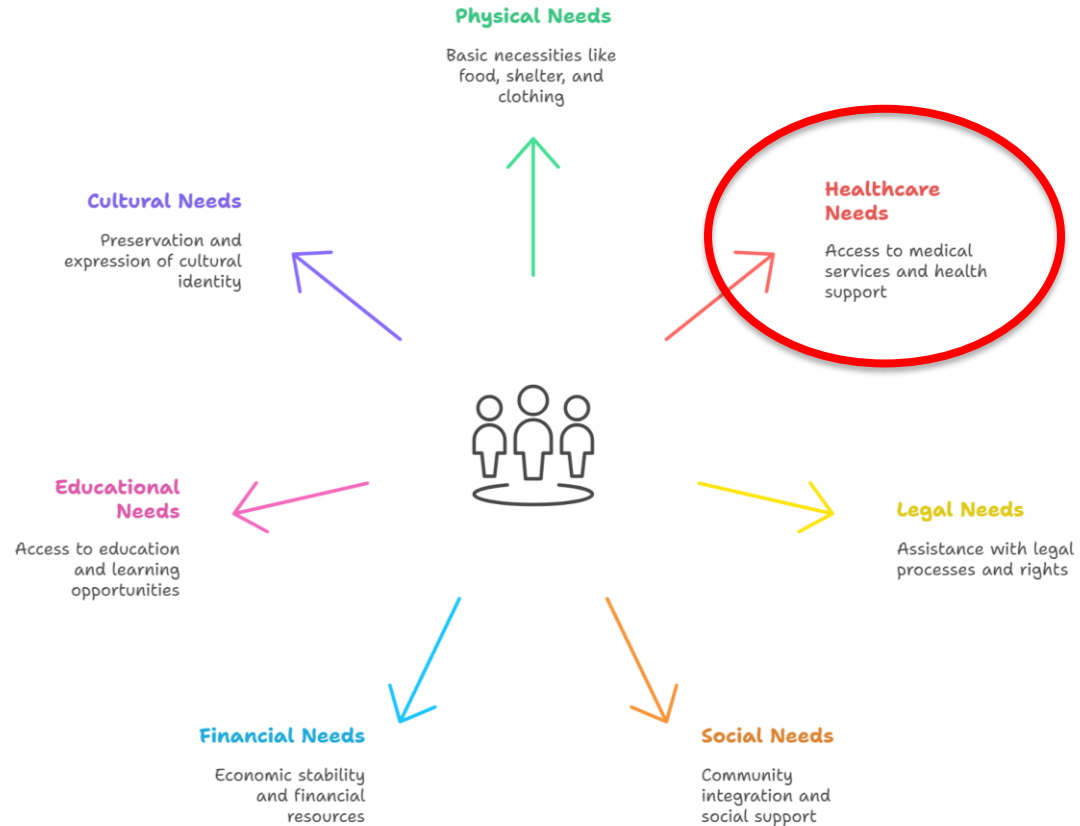 Physical Needs
Basic necessities like
food, shelter, and
clothing
Healthcare
Needs
Access to medical
services and health
support
Cultural Needs
Preservation and
expression of cultural
identity
Educational
Needs
Access to education
and learning
opportunities
Legal Needs
Assistance with legal
processes and rights
Financial Needs
Economic stability
and financial
resources
Social Needs
Community
integration and
social support